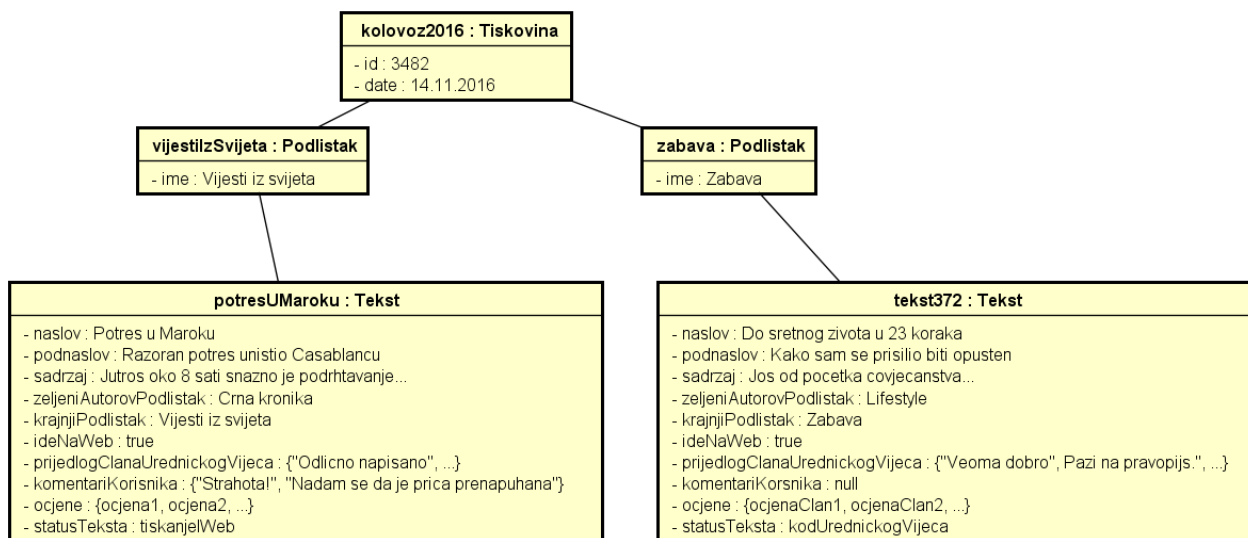 kolovoz2016 : Tiskovina
- id : 3482
- date : 14.11.2016
vijestiIzSvijeta : Podlistak
- ime : Vijesti iz svijeta
zabava : Podlistak
- ime : Zabava
potresUMaroku : Tekst
- naslov : Potres u Maroku
- podnaslov : Razoran potres unistio Casablancu
- sadrzaj : Jutros oko 8 sati snazno je podrhtavanje...
- zeljeniAutorovPodlistak : Crna kronika
- krajnjiPodlistak : Vijesti iz svijeta
- ideNaWeb : true
- prijedlogClanaUrednickogVijeca : {"Odlicno napisano", ...}
- komentariKorisnika : {"Strahota!", "Nadam se da je prica prenapuhana"}
- ocjene : {ocjena1, ocjena2, ...}
- statusTeksta : tiskanjeIWeb
tekst372 : Tekst
- naslov : Do sretnog zivota u 23 koraka
- podnaslov : Kako sam se prisilio biti opusten
- sadrzaj : Jos od pocetka covjecanstva...
- zeljeniAutorovPodlistak : Lifestyle
- krajnjiPodlistak : Zabava
- ideNaWeb : true
- prijedlogClanaUrednickogVijeca : {"Veoma dobro", Pazi na pravopijs.", ...}
- komentariKorsnika : null
- ocjene : {ocjenaClan1, ocjenaClan2, ...}
- statusTeksta : kodUrednickogVijeca